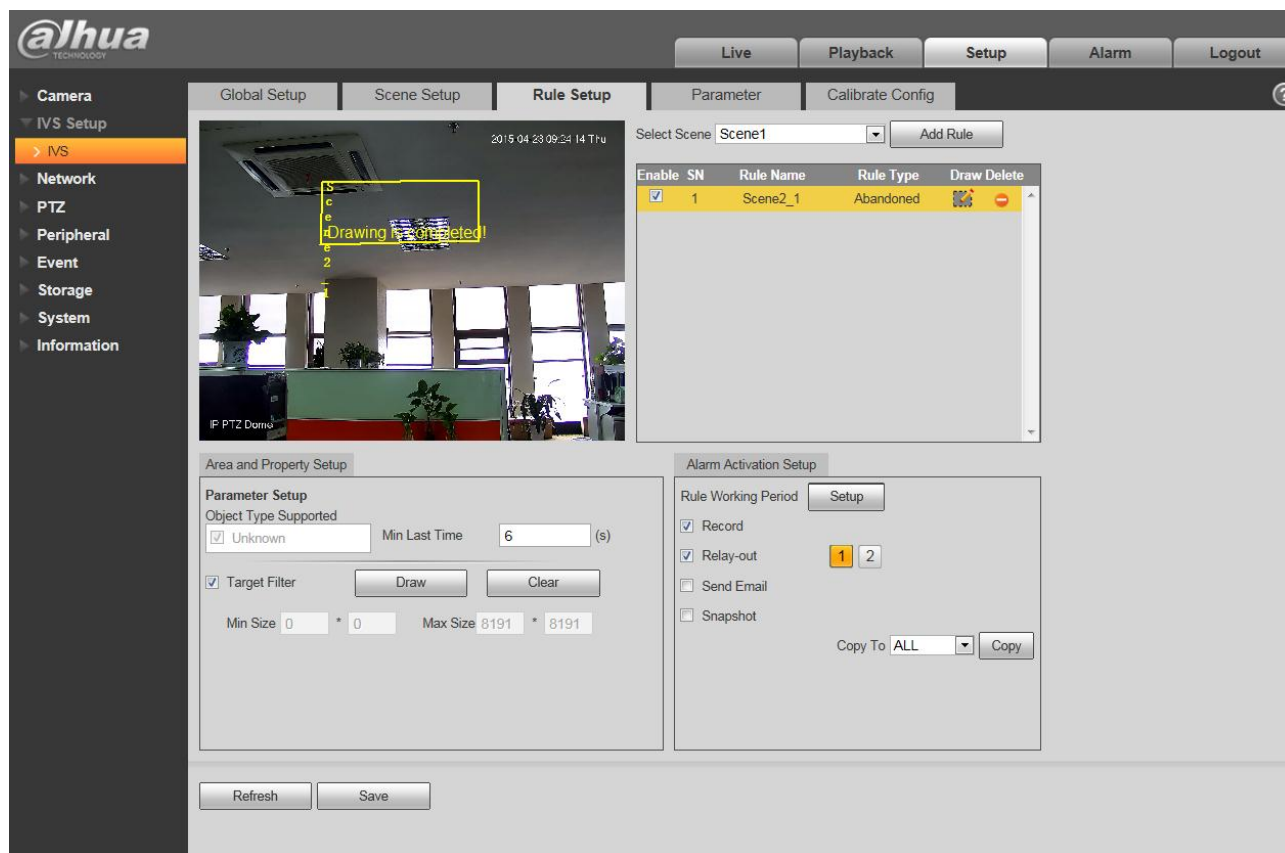 alhua
TECHNOLOGY
Live
Playback
Setup
Alarm
Logout
Camera
IVS Setup
> IVS
Network
PTZ
Peripheral
Event
Storage
System
Information
Global Setup
Scene Setup
Rule Setup
Parameter
Calibrate Config
?
2015 04 23 09:24 14 Thu
Scene2_1
Drawing is completed!
IP PTZ Dome
Select Scene Scene1 Add Rule
Enable SN Rule Name Rule Type Draw Delete
1 Scene2_1 Abandoned
Area and Property Setup
Parameter Setup
Object Type Supported
Unknown Min Last Time 6 (s)
Target Filter Draw Clear
Min Size 0 * 0 Max Size 8191 * 8191
Alarm Activation Setup
Rule Working Period Setup
Record
Relay-out 1 2
Send Email
Snapshot
Copy To ALL Copy
Refresh Save